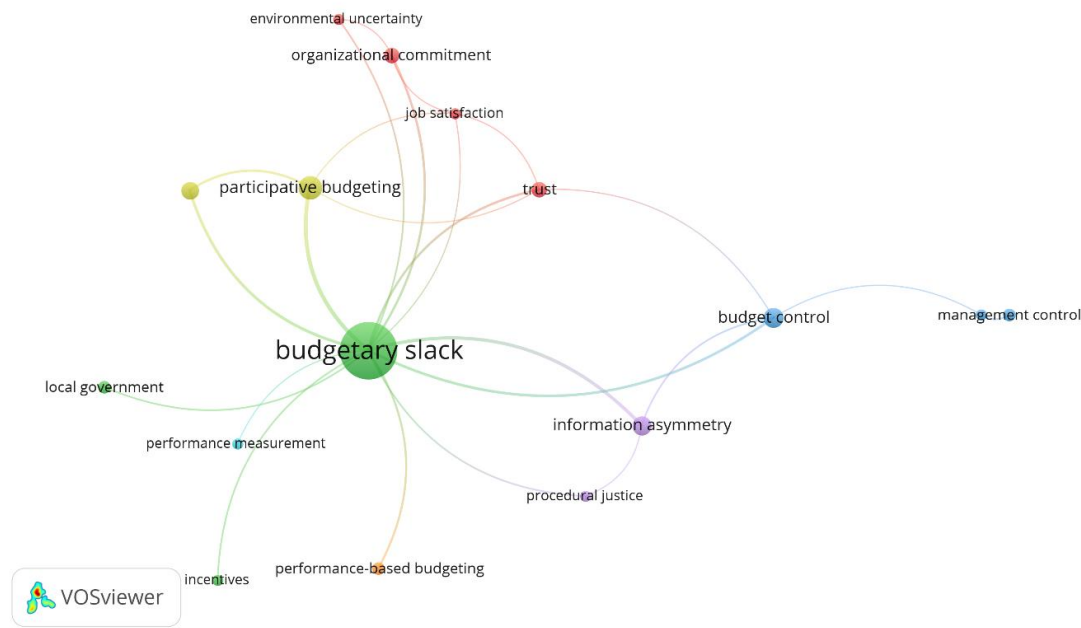 environmental uncertainty
organizational commitment
job satisfaction
participative budgeting
trust
budget control
management control
budgetary slack
local government
information asymmetry
performance measurement
procedural justice
performance-based budgeting
incentives
VOSviewer